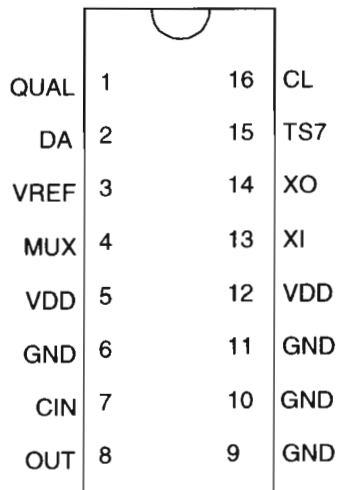 QUAL 1 16 CL
DA 2 15 TS7
VREF 3 14 XO
MUX 4 13 XI
VDD 5 12 VDD
GND 6 11 GND
CIN 7 10 GND
OUT 8 9 GND